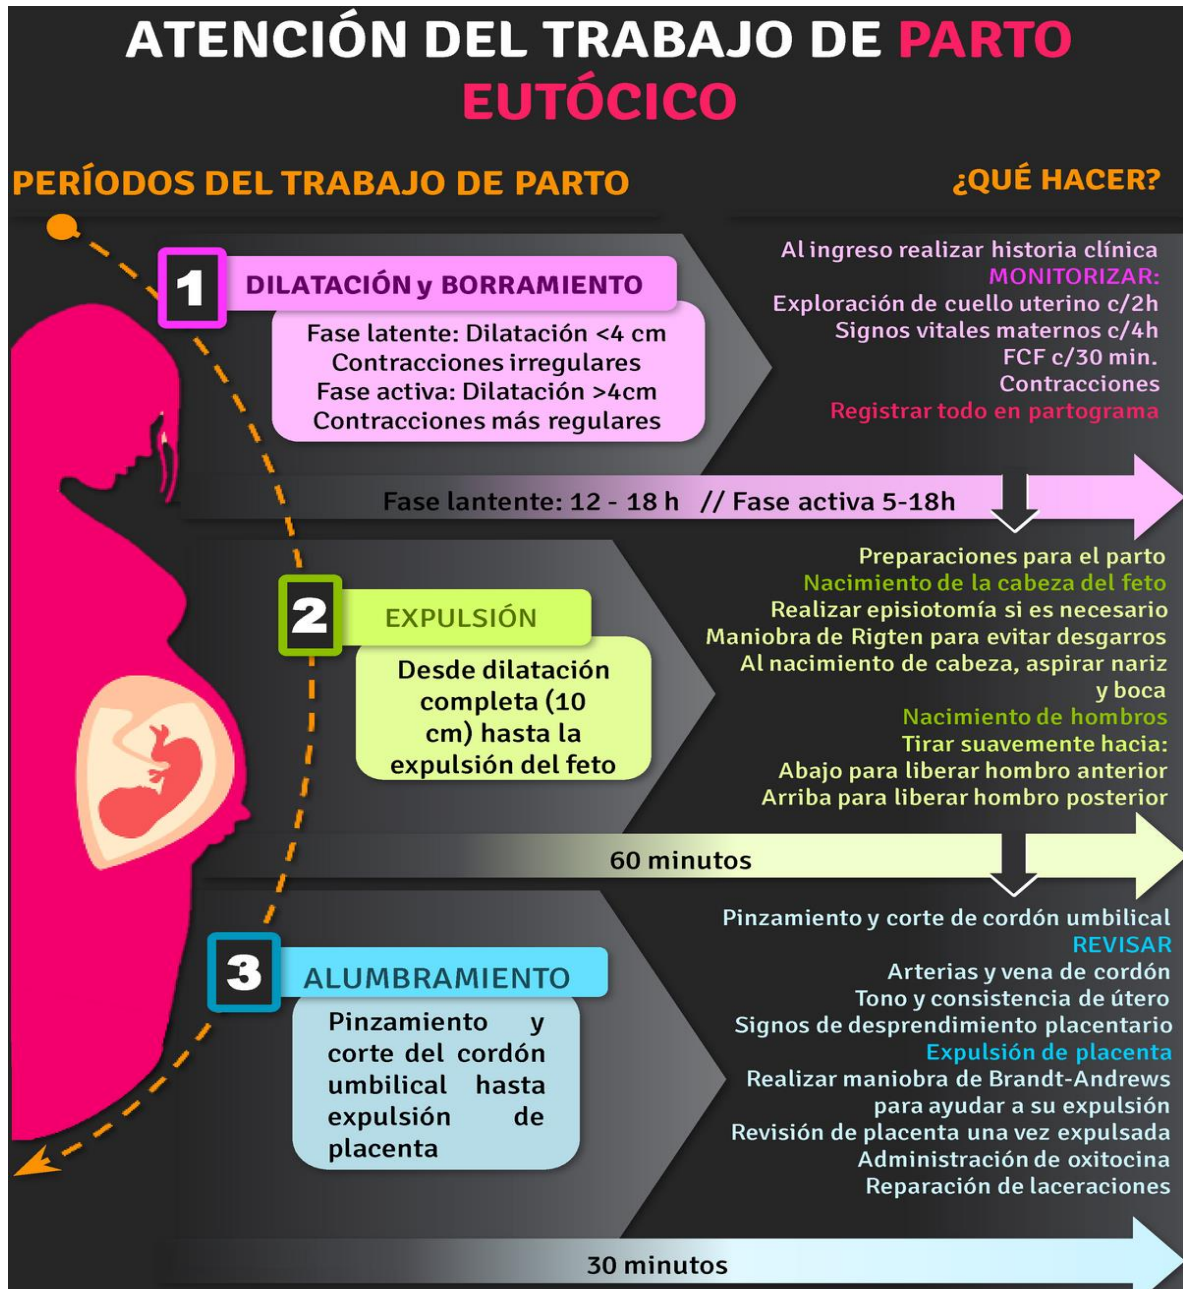 ATENCIÓN DEL TRABAJO DE PARTO
EUTÓCICO
PERÍODOS DEL TRABAJO DE PARTO
¿QUÉ HACER?
1
DILATACIÓN y BORRAMIENTO
Fase latente: Dilatación <4 cm
Contracciones irregulares
Fase activa: Dilatación >4cm
Contracciones más regulares
Al ingreso realizar historia clínica
MONITORIZAR:
Exploración de cuello uterino c/2h
Signos vitales maternos c/4h
FCF c/30 min.
Contracciones
Registrar todo en partograma
Fase lantente: 12 - 18 h // Fase activa 5-18h
2
EXPULSIÓN
Desde dilatación
completa (10
cm) hasta la
expulsión del feto
Preparaciones para el parto
Nacimiento de la cabeza del feto
Realizar episiotomía si es necesario
Maniobra de Rigten para evitar desgarros
Al nacimiento de cabeza, aspirar nariz
y boca
Nacimiento de hombros
Tirar suavemente hacia:
Abajo para liberar hombro anterior
Arriba para liberar hombro posterior
60 minutos
3
ALUMBRAMIENTO
Pinzamiento y
corte del cordón
umbilical hasta
expulsión de
placenta
Pinzamiento y corte de cordón umbilical
REVISAR
Arterias y vena de cordón
Tono y consistencia de útero
Signos de desprendimiento placentario
Expulsión de placenta
Realizar maniobra de Brandt-Andrews
para ayudar a su expulsión
Revisión de placenta una vez expulsada
Administración de oxitocina
Reparación de laceraciones
30 minutos